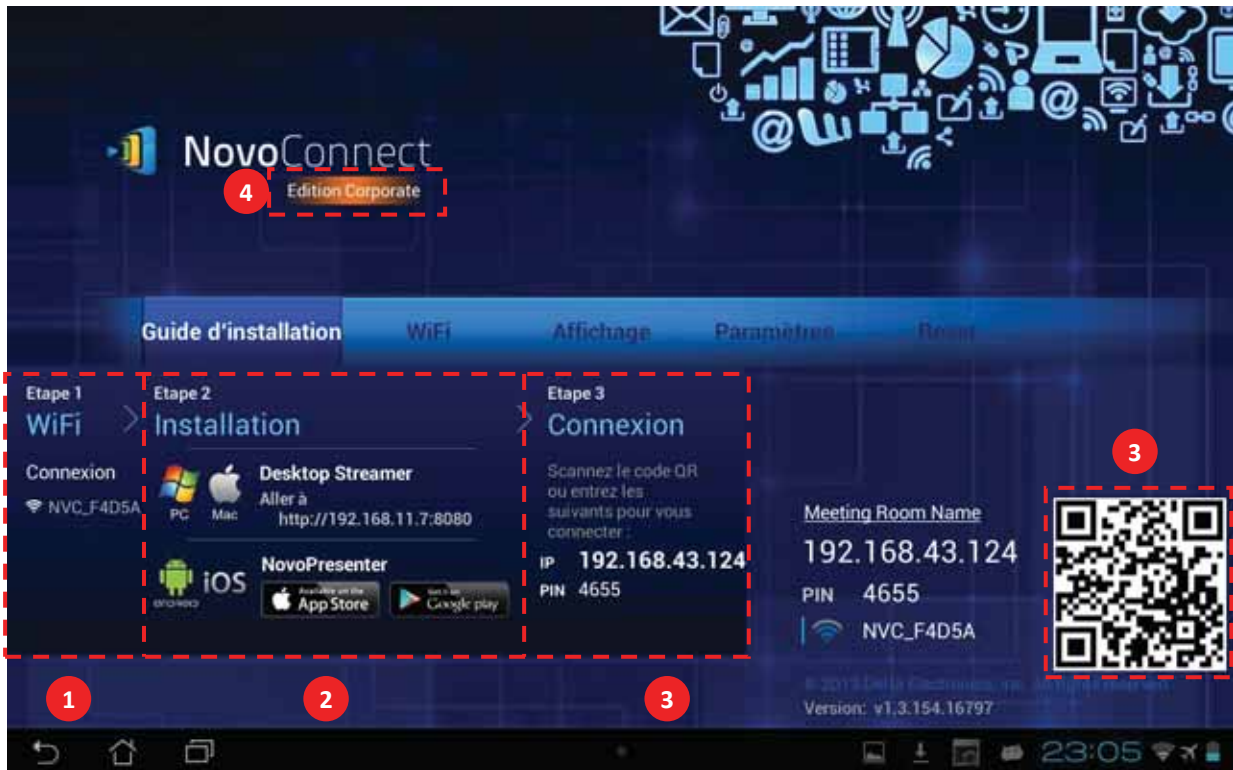 NovoConnect
4
Edition Corporate
Guide d'installation
WiFi
Affichage
Paramètres
Reset
Etape 1
WiFi
Connexion
NVC_F4D5A
Etape 2
Installation
PC
Mac
Desktop Streamer
Aller à
http://192.168.11.7:8080
iOS
NovoPresenter
Available on the
App Store
Google play
Etape 3
Connexion
Scannez le code QR
ou entrez les
suivants pour vous
connecter :
IP 192.168.43.124
PIN 4655
Meeting Room Name
192.168.43.124
PIN 4655
NVC_F4D5A
3
Version: v1.3.154.16797
1
2
3
23:05